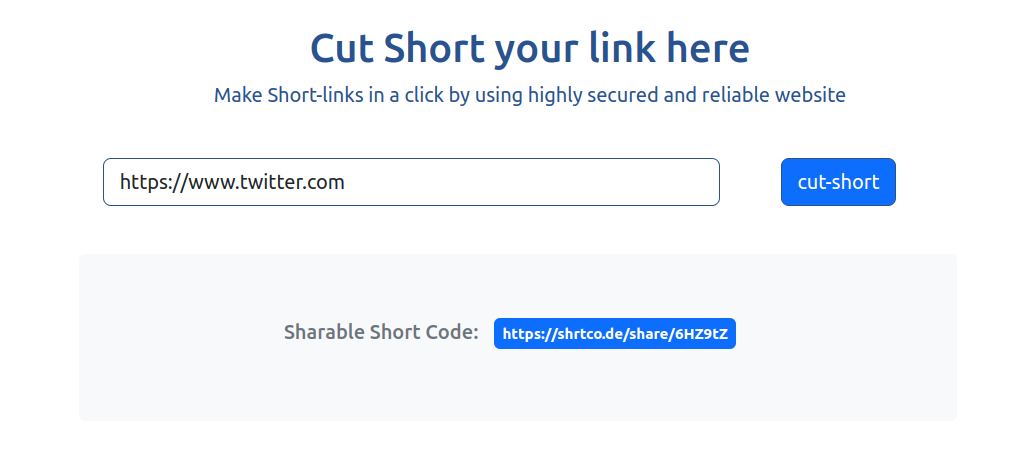 Cut Short your link here
Make Short-links in a click by using highly secured and reliable website
https://www.twitter.com
cut-short
Sharable Short Code: https://shrtco.de/share/6HZ9tZ